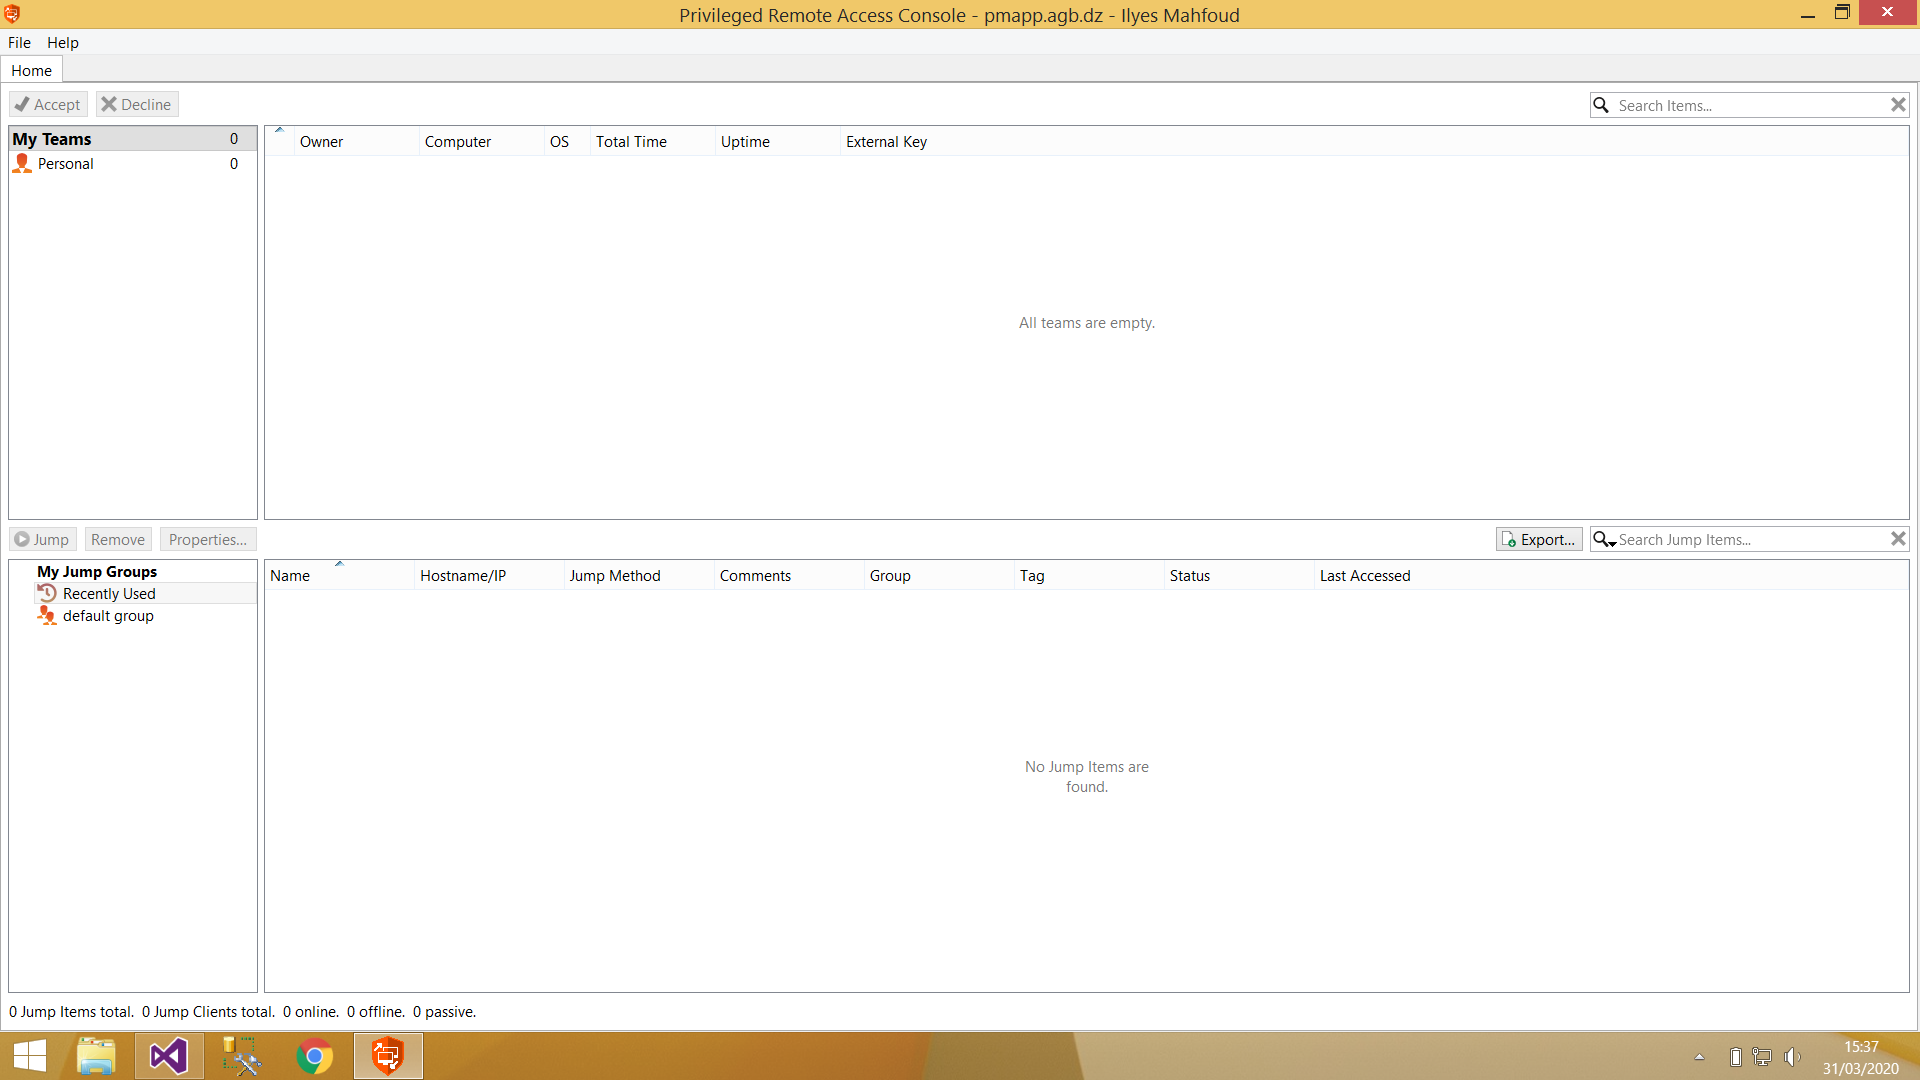 Privileged Remote Access Console - pmapp.agb.dz - Ilyes Mahfoud
File Help
Home
Accept Decline Search Items...
My Teams 0
Personal 0
Owner Computer OS Total Time Uptime External Key
All teams are empty.
Jump Remove Properties... Export... Search Jump Items...
My Jump Groups
Recently Used
default group
Name Hostname/IP Jump Method Comments Group Tag Status Last Accessed
No Jump Items are
found.
0 Jump Items total. 0 Jump Clients total. 0 online. 0 offline. 0 passive.
15:37
31/03/2020